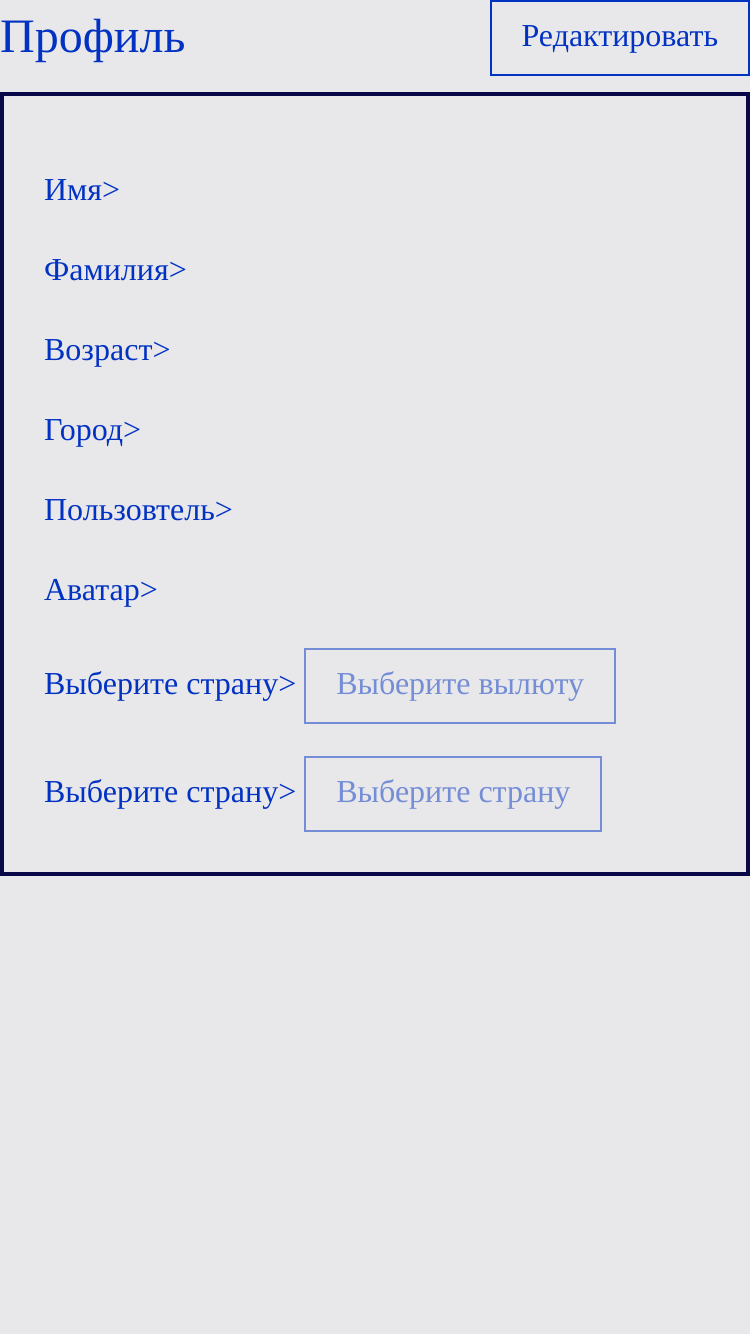 Профиль
Редактировать
Имя>
Фамилия>
Возраст>
Город>
Пользовтель>
Аватар>
Выберите страну> Выберите вылюту
Выберите страну> Выберите страну